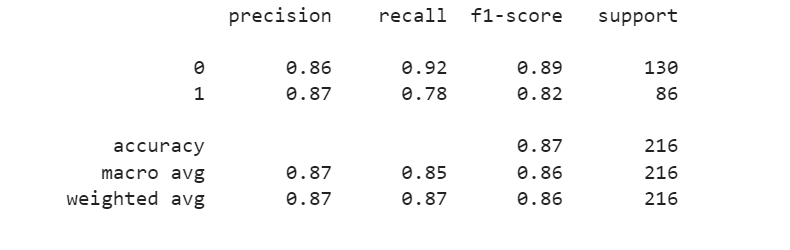 precision recall f1-score support
0 0.86 0.92 0.89 130
1 0.87 0.78 0.82 86
accuracy 0.87 216
macro avg 0.87 0.85 0.86 216
weighted avg 0.87 0.87 0.86 216